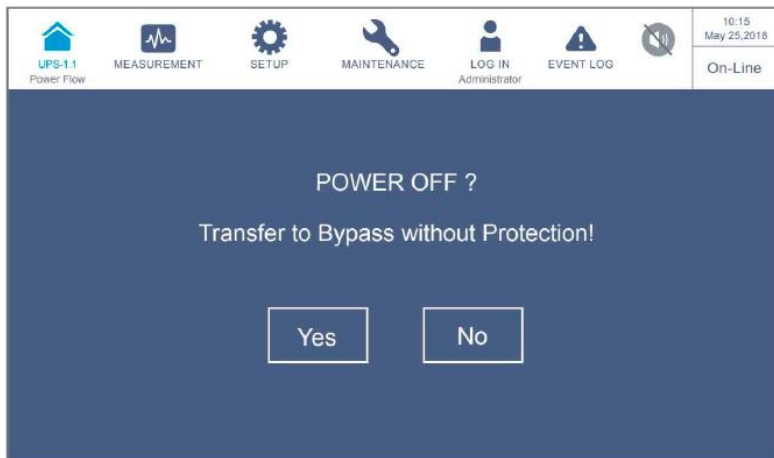 UPS-1.1
Power Flow
MEASUREMENT
SETUP
MAINTENANCE
LOG IN
Administrator
EVENT LOG
10:15
May 25,2018
On-Line
POWER OFF ?
Transfer to Bypass without Protection!
Yes
No